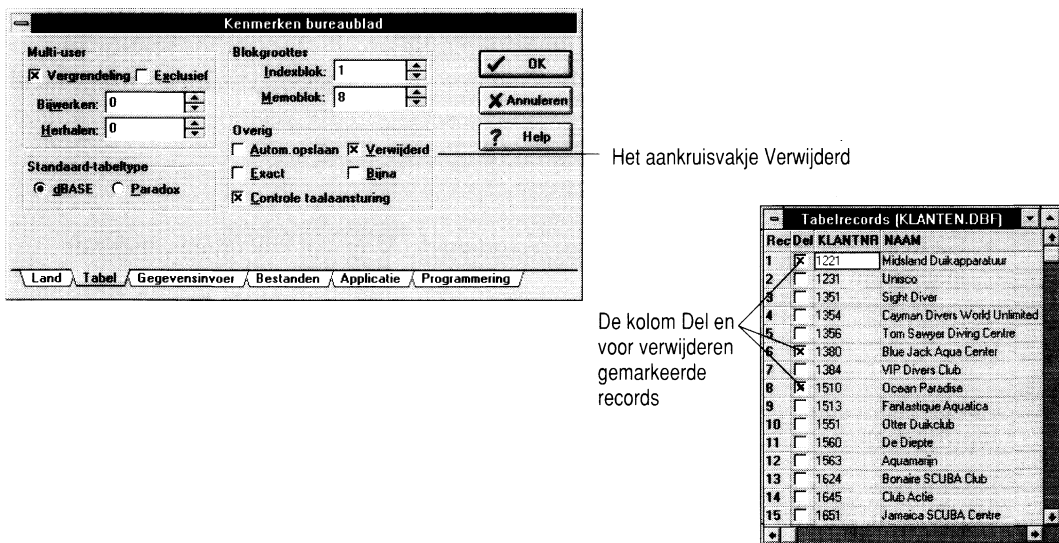 Kenmerken bureaublad
Multi-user
Vergrendeling Exclusief
Bijwerken: 0
Herhalen: 0
Standaard-tabeltype
dBASE Paradox
Blokgroottes
Indexblok: 1
Memoblok: 8
Overig
Autom.opslaan Verwijderd
Exact Bijna
Controle taalaansturing
OK
Annuleren
? Help
Land Tabel Gegevensinvoer Bestanden Applicatie Programmering
Het aankruisvakje Verwijderd
De kolom Del en
voor verwijderen
gemarkeerde
records
Tabelrecords (KLANTEN.DBF)
Rec Del KLANTNR NAAM
1 1221 Midsland Duikapparatuur
2 1231 Unisco
3 1351 Sight Diver
4 1354 Cayman Divers World Unlimited
5 1356 Tom Sawyer Diving Centre
6 1380 Blue Jack Aqua Center
7 1384 VIP Divers Club
8 1510 Ocean Paradise
9 1513 Fantastique Aquatica
10 1551 Otter Duikclub
11 1560 De Diepte
12 1563 Aquamarijn
13 1624 Bonaire SCUBA Club
14 1645 Club Actie
15 1651 Jamaica SCUBA Centre